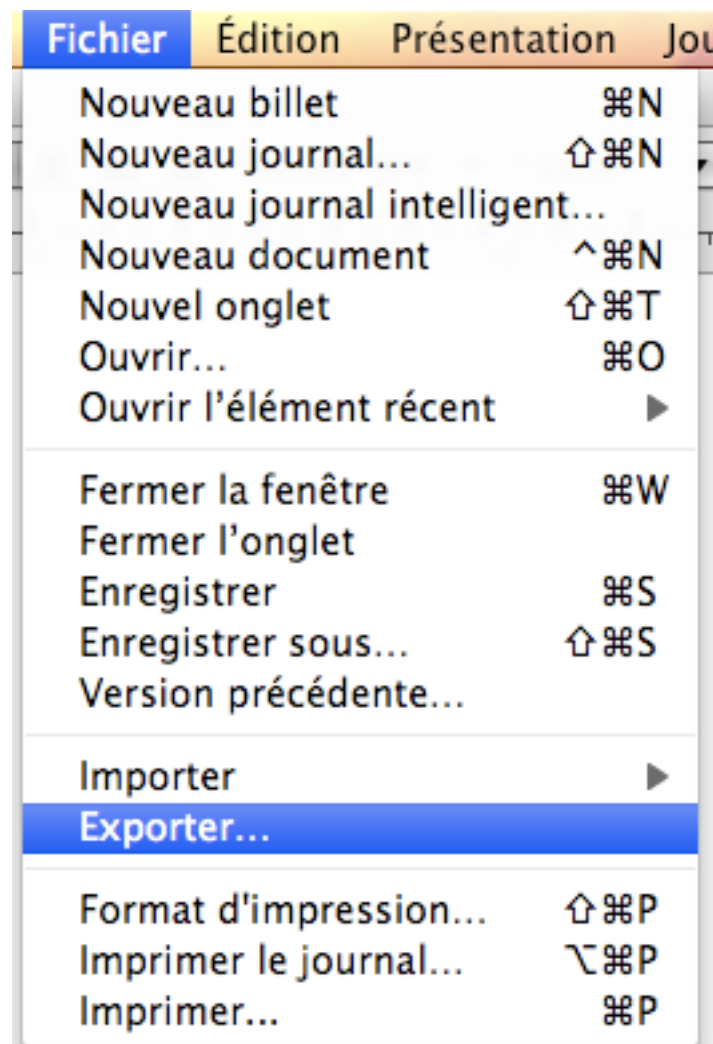 Fichier Édition Présentation Jou
Nouveau billet ⌘N
Nouveau journal... ⇧⌘N
Nouveau journal intelligent...
Nouveau document ^⌘N
Nouvel onglet ⇧⌘T
Ouvrir... ⌘O
Ouvrir l’élément récent ▶
Fermer la fenêtre ⌘W
Fermer l’onglet
Enregistrer ⌘S
Enregistrer sous... ⇧⌘S
Version précédente...
Importer ▶
Exporter...
Format d'impression... ⇧⌘P
Imprimer le journal... ⌥⌘P
Imprimer... ⌘P